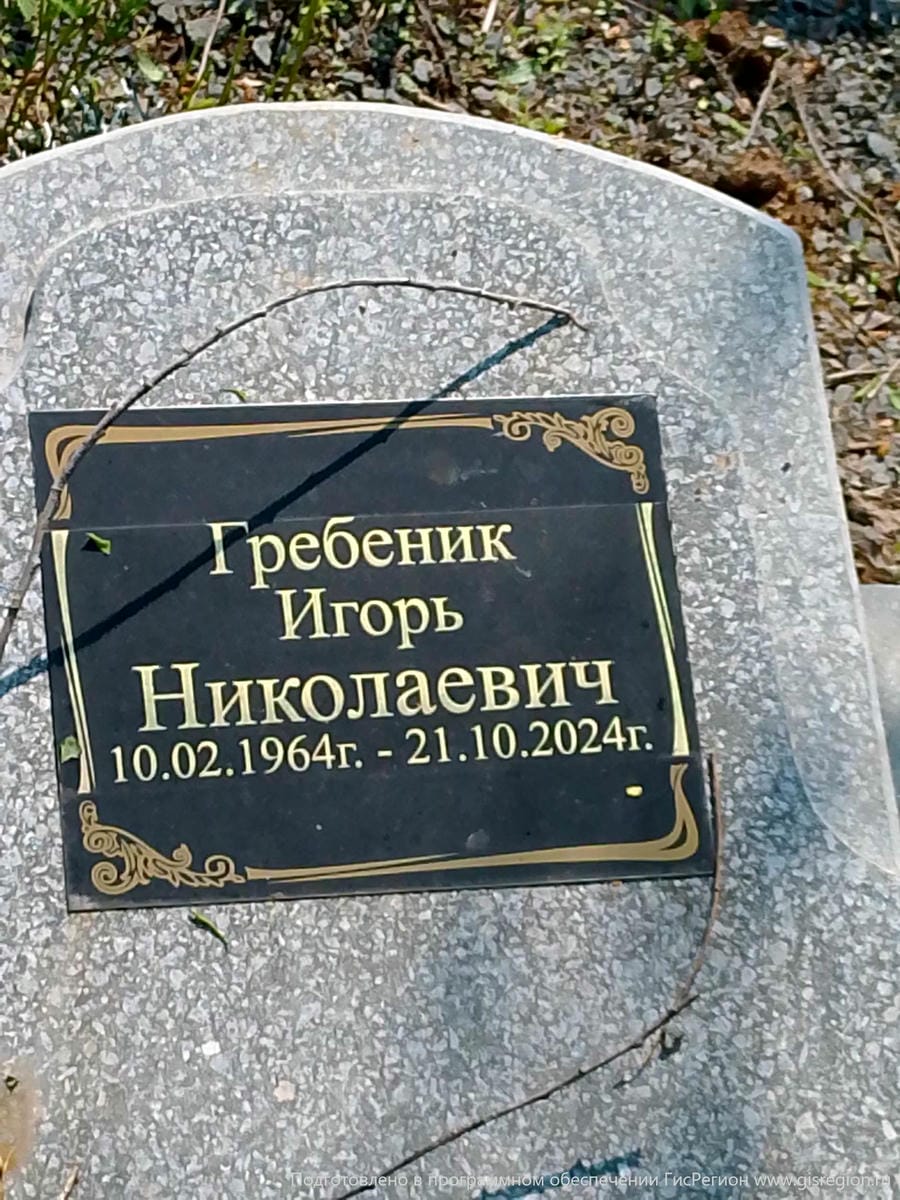 Гребеник
Игорь
Николаевич
10.02.1964г. - 21.10.2024г.
Подготовлено в программном обеспечении ГисРегион www.gisregion.ru